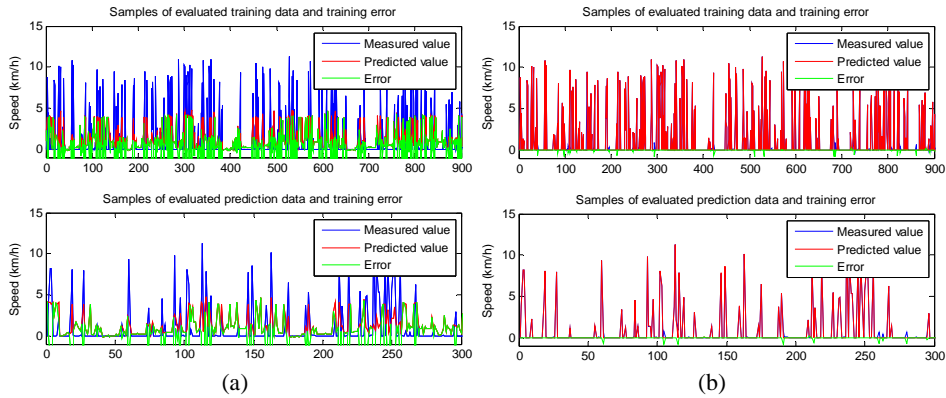 Samples of evaluated training data and training error
15
10
5
0
Speed (km/h)
Measured value
Predicted value
Error
0 100 200 300 400 500 600 700 800 900
Samples of evaluated prediction data and training error
15
10
5
0
Speed (km/h)
Measured value
Predicted value
Error
0 50 100 150 200 250 300
(a)
Samples of evaluated training data and training error
15
10
5
0
Speed (km/h)
Measured value
Predicted value
Error
0 100 200 300 400 500 600 700 800 900
Samples of evaluated prediction data and training error
15
10
5
0
Speed (km/h)
Measured value
Predicted value
Error
0 50 100 150 200 250 300
(b)